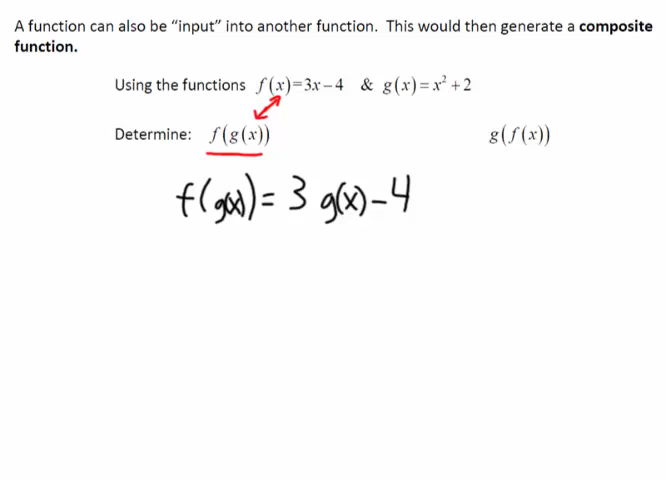 A function can also be “input” into another function. This would then generate a composite
function.
Using the functions f(x)=3x−4 & g(x)=x²+2
Determine: f(g(x)) g(f(x))
f(g(x))= 3 g(x)−4